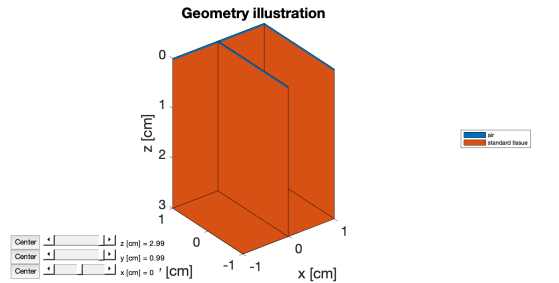 Geometry illustration
0
1
2
3
z [cm]
1
0
-1
-1
0
1
x [cm]
air
standard tissue
Center z [cm] = 2.99
Center y [cm] = 0.99
Center x [cm] = 0
[cm]